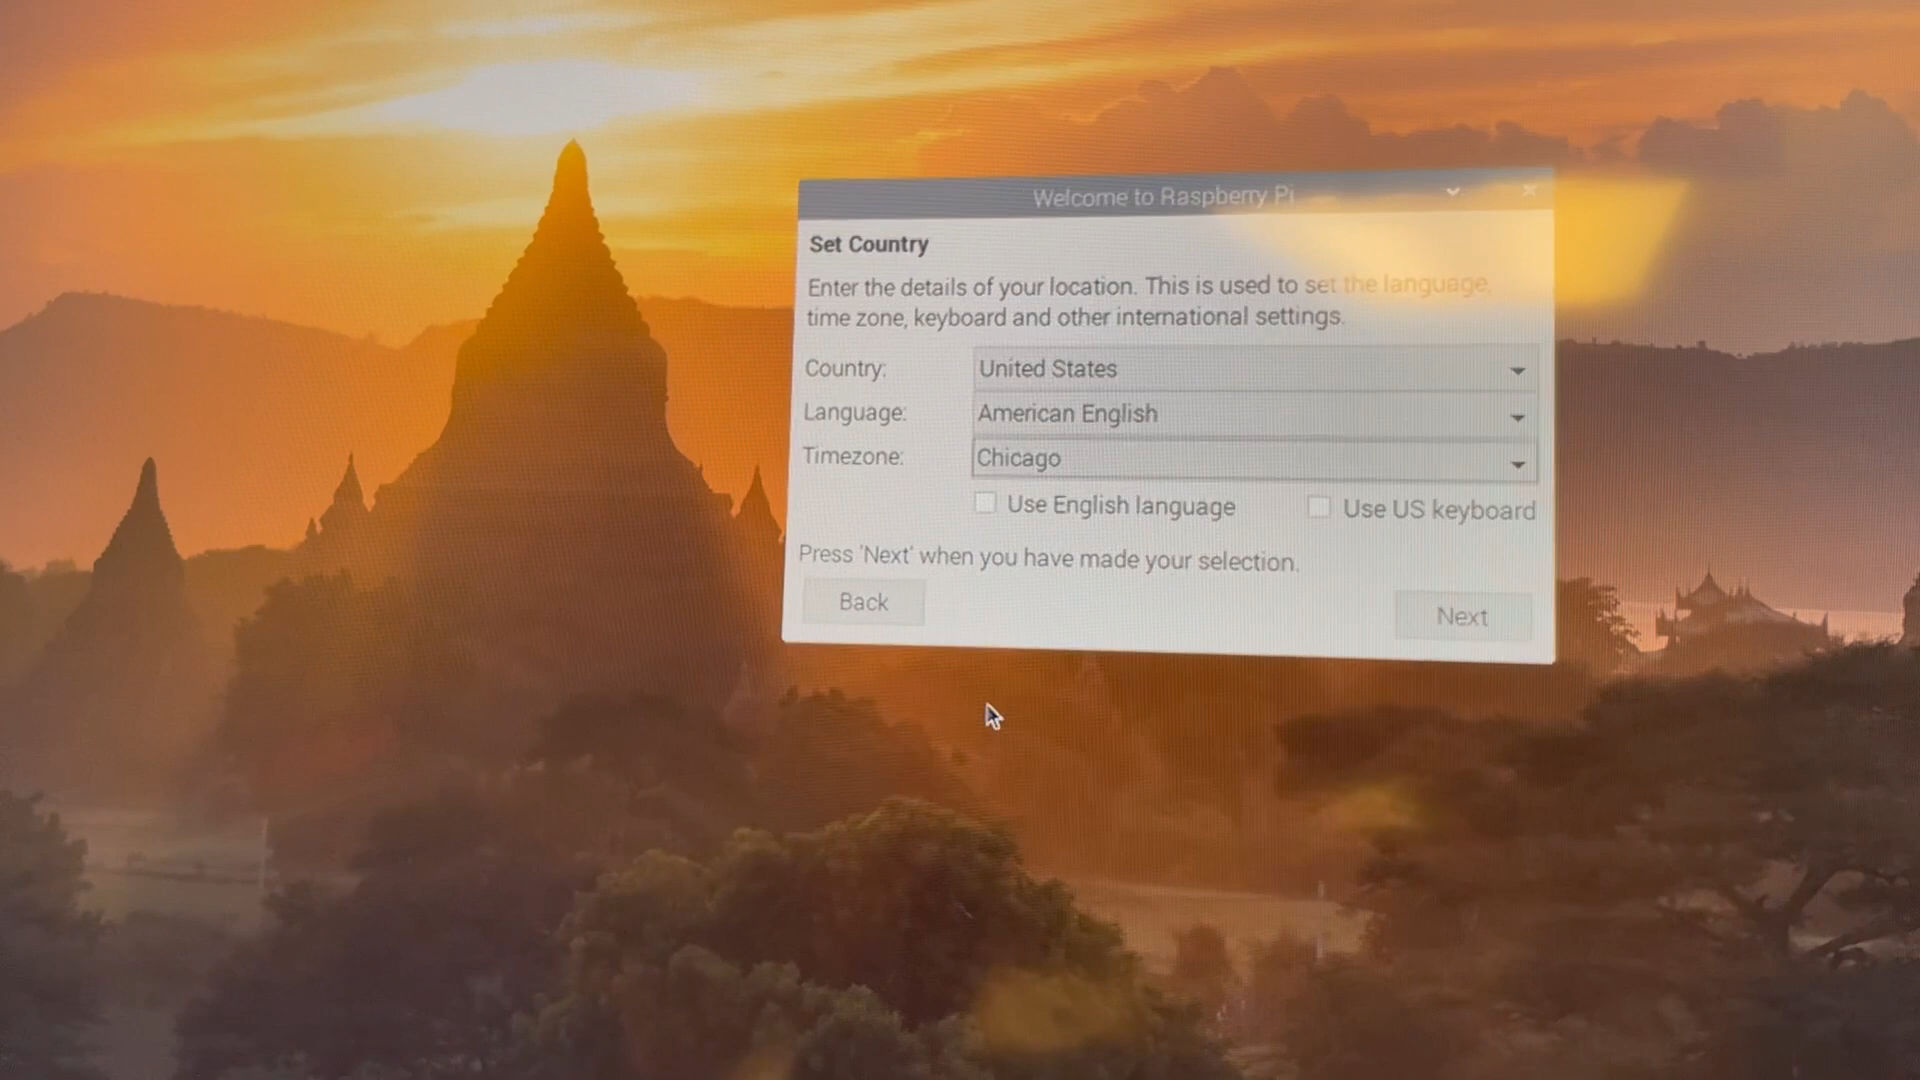 Welcome to Raspberry Pi
Set Country
Enter the details of your location. This is used to set the language,
time zone, keyboard and other international settings.
Country: United States
Language: American English
Timezone: Chicago
Use English language Use US keyboard
Press 'Next' when you have made your selection.
Back Next